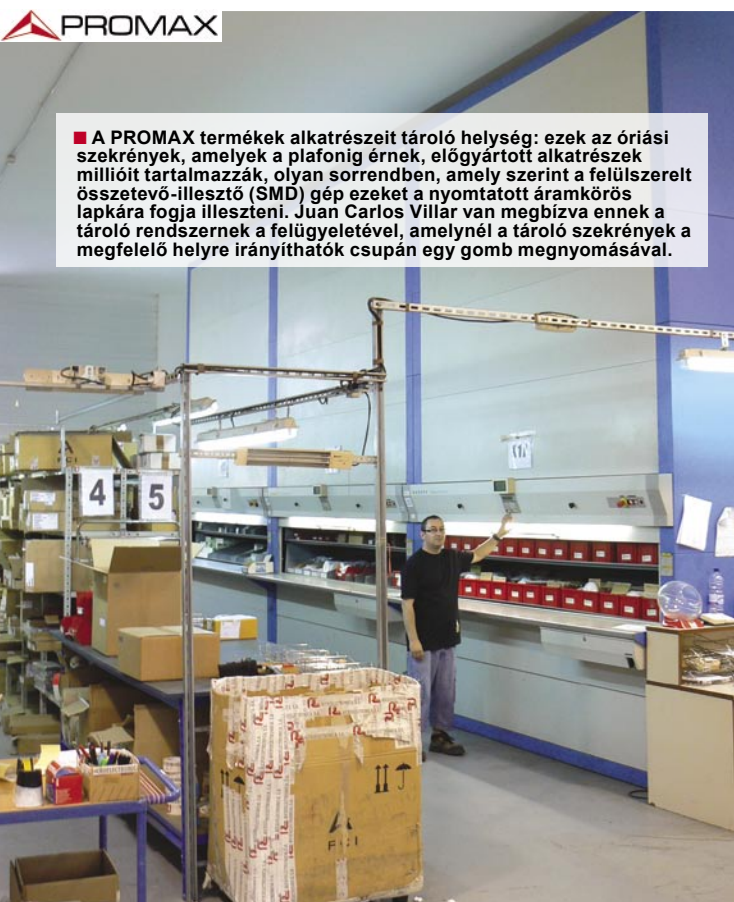 PROMAX
■ A PROMAX termékek alkatrészeit tároló helység: ezek az óriási
szekrények, amelyek a plafonig érnek, előgyártott alkatrészek
millióit tartalmazzák, olyan sorrendben, amely szerint a felülszerelt
összetevő-illesztő (SMD) gép ezeket a nyomtatott áramkörös
lapkára fogja illeszteni. Juan Carlos Villar van megbízva ennek a
tároló rendszernek a felügyeletével, amelynél a tároló szekrények a
megfelelő helyre irányíthatók csupán egy gomb megnyomásával.
4 5
FCI